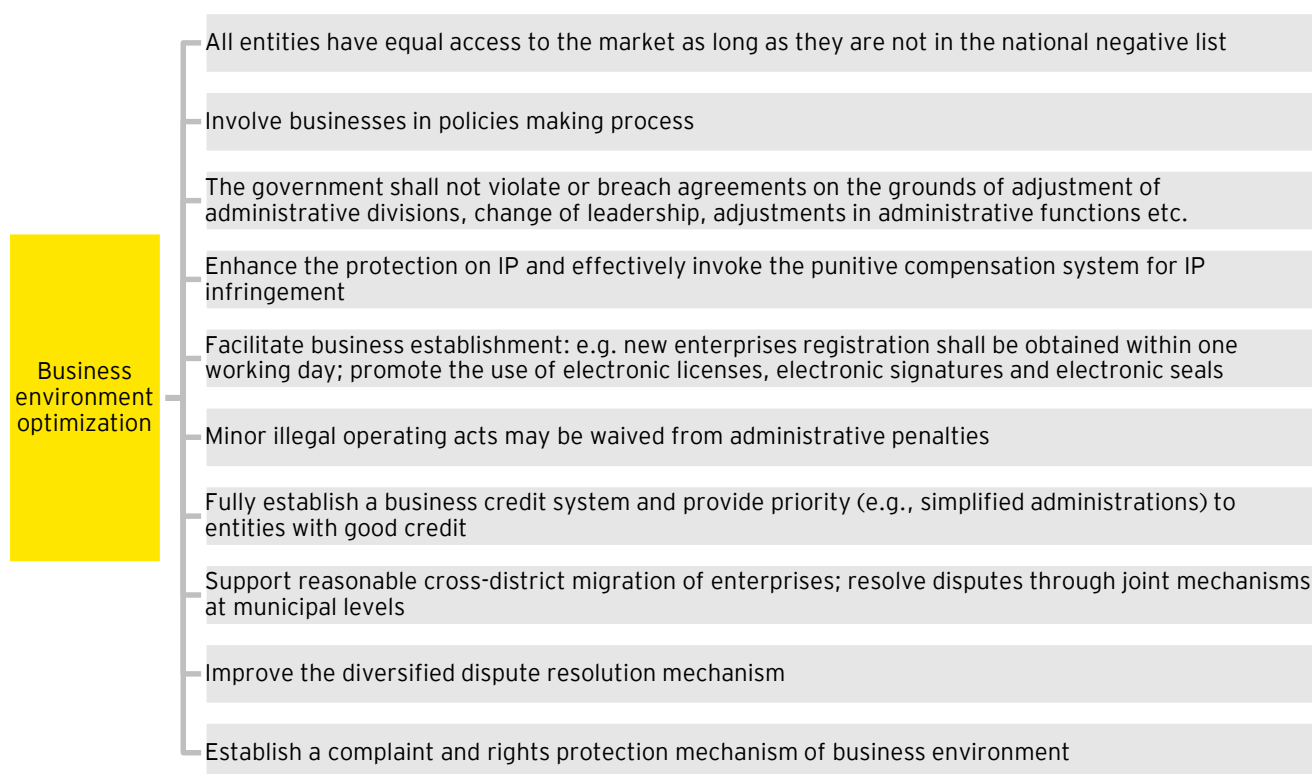 All entities have equal access to the market as long as they are not in the national negative list
Involve businesses in policies making process
The government shall not violate or breach agreements on the grounds of adjustment of
administrative divisions, change of leadership, adjustments in administrative functions etc.
Enhance the protection on IP and effectively invoke the punitive compensation system for IP
infringement
Business
environment
optimization
Facilitate business establishment: e.g. new enterprises registration shall be obtained within one
working day; promote the use of electronic licenses, electronic signatures and electronic seals
Minor illegal operating acts may be waived from administrative penalties
Fully establish a business credit system and provide priority (e.g., simplified administrations) to
entities with good credit
Support reasonable cross-district migration of enterprises; resolve disputes through joint mechanisms
at municipal levels
Improve the diversified dispute resolution mechanism
Establish a complaint and rights protection mechanism of business environment